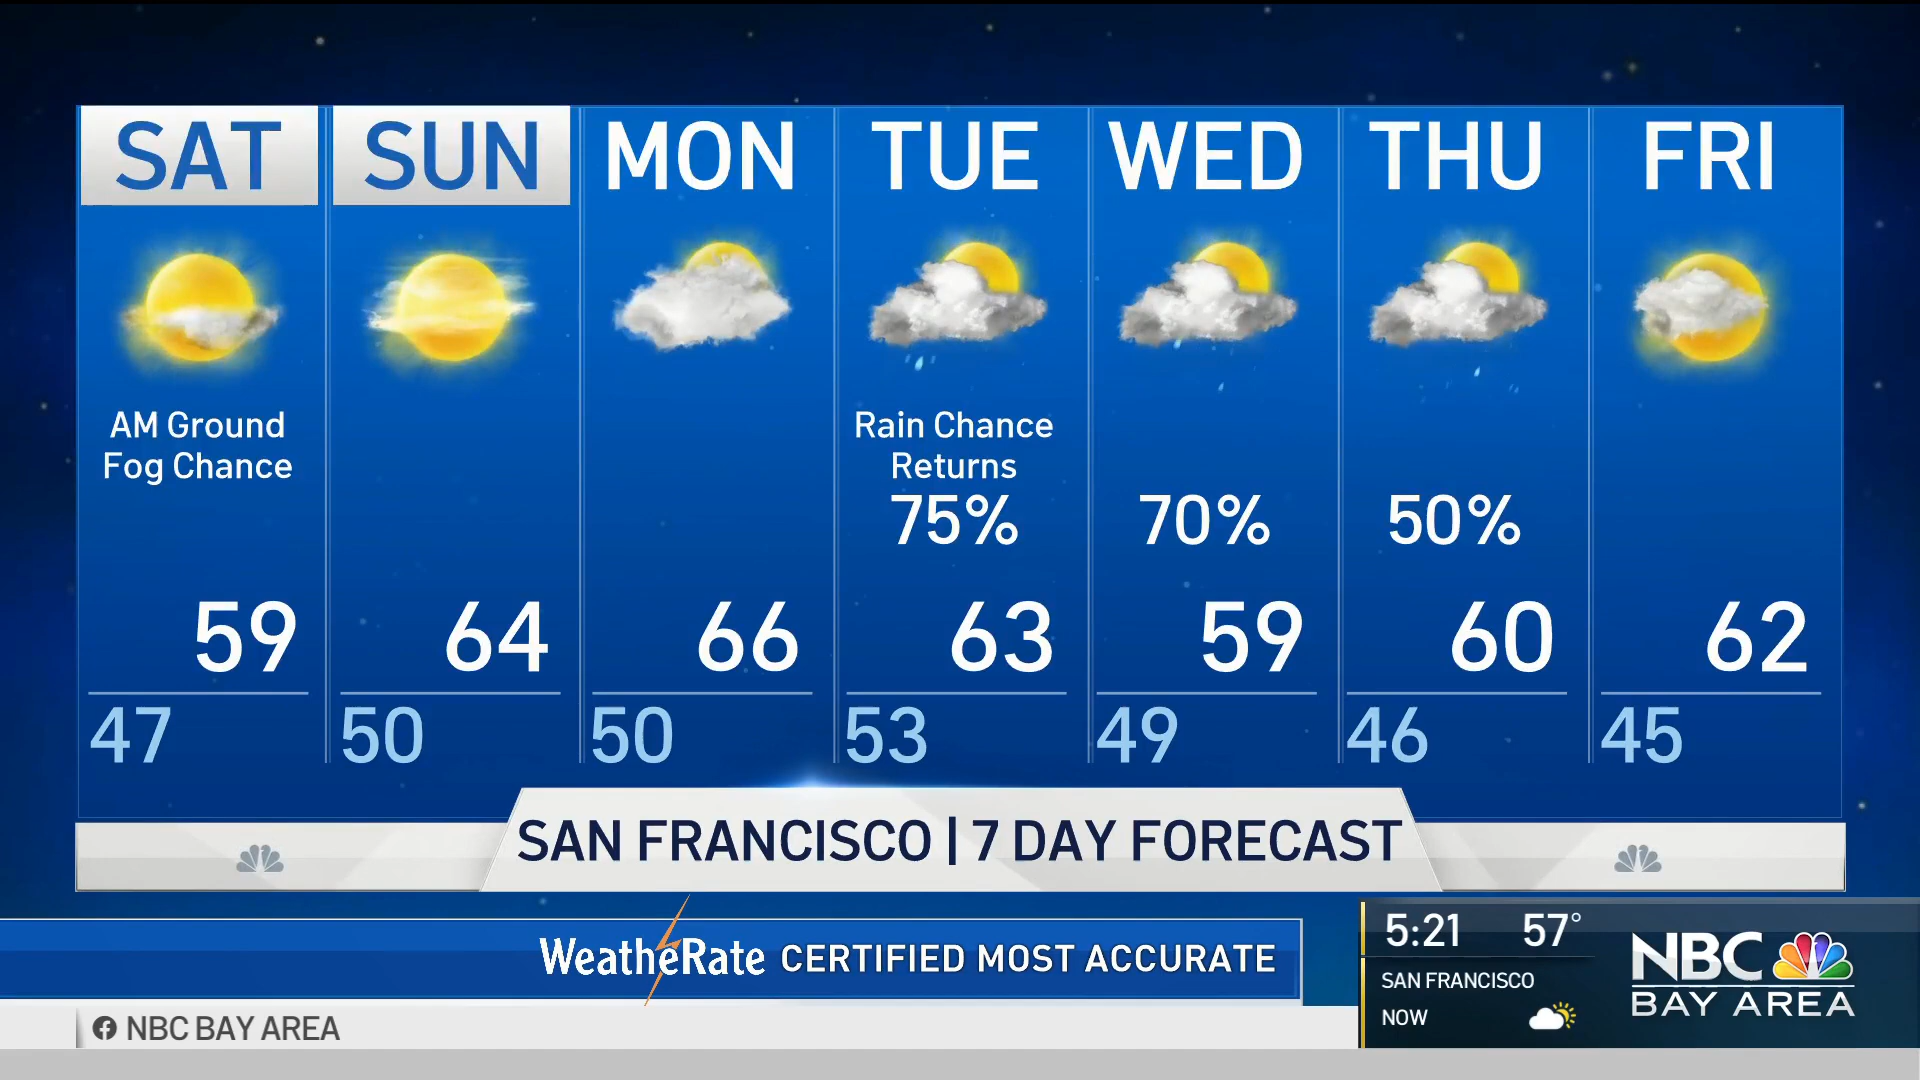 SAT SUN MON TUE WED THU FRI
AM Ground
Fog Chance
Rain Chance
Returns
75% 70% 50%
59 64 66 63 59 60 62
47 50 50 53 49 46 45
SAN FRANCISCO | 7 DAY FORECAST
WeatheRate CERTIFIED MOST ACCURATE
NBC BAY AREA
5:21 57°
SAN FRANCISCO
NOW
NBC
BAY AREA